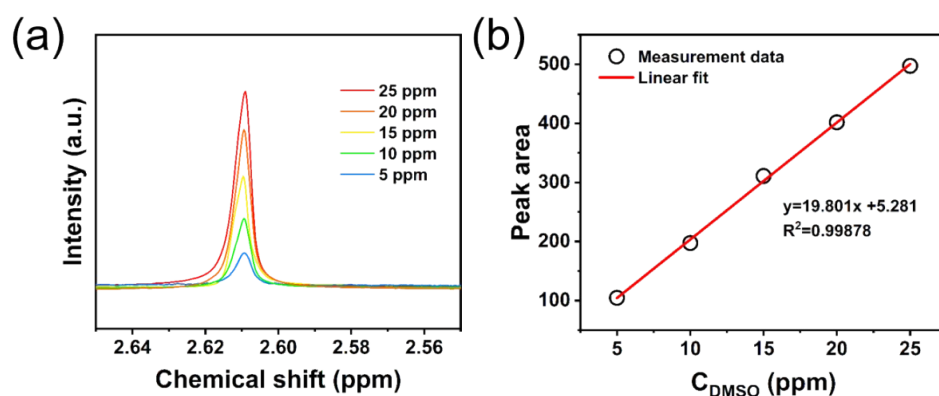 (a)
Intensity (a.u.)
25 ppm
20 ppm
15 ppm
10 ppm
5 ppm
2.64 2.62 2.60 2.58 2.56
Chemical shift (ppm)
(b)
Peak area
500
400
300
200
100
Measurement data
Linear fit
y=19.801x +5.281
R²=0.99878
5 10 15 20 25
C_DMSO (ppm)